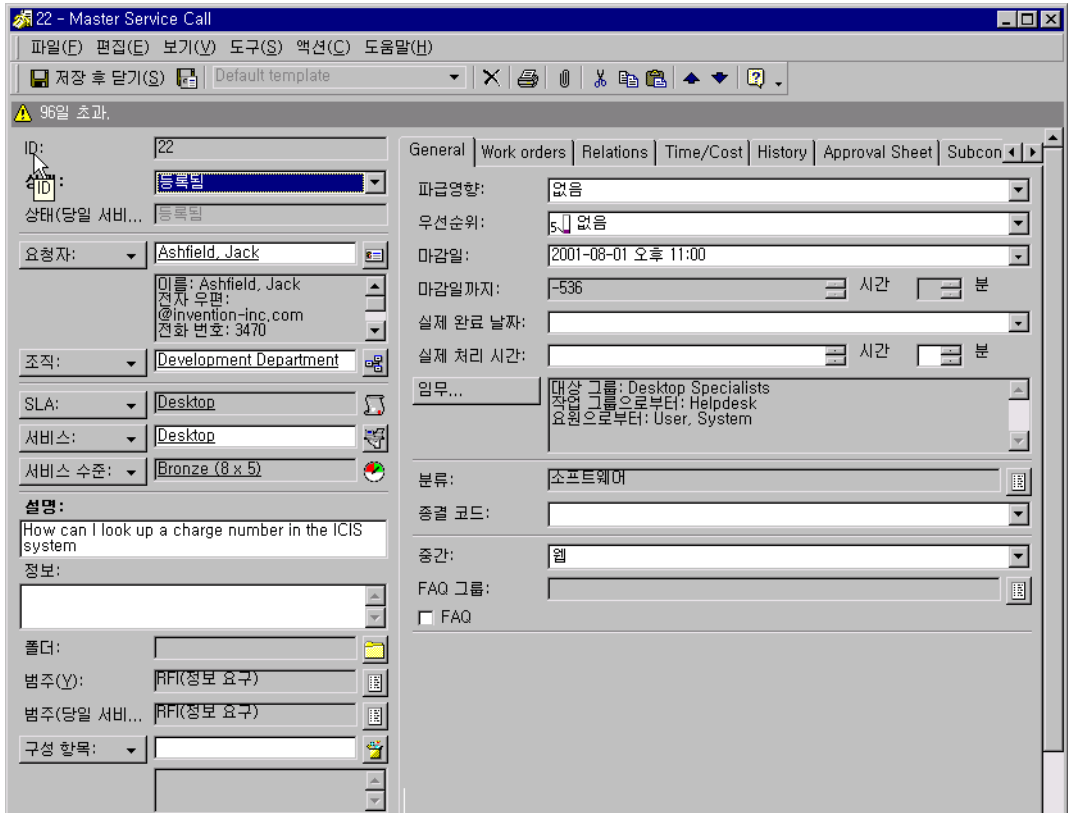 22 - Master Service Call
파일(F) 편집(E) 보기(V) 도구(S) 액션(C) 도움말(H)
저장 후 닫기(S) Default template
96일 초과,
ID: 22
ID
등록됨
상태(당일 서비... 등록됨
요청자: Ashfield, Jack
이름: Ashfield, Jack
전자 우편:
@invention-inc,com
전화 번호: 3470
조직: Development Department
SLA: Desktop
서비스: Desktop
서비스 수준: Bronze (8 x 5)
설명:
How can I look up a charge number in the ICIS
system
정보:
폴더:
범주(Y): RFI(정보 요구)
범주(당일 서비... RFI(정보 요구)
구성 항목:
General Work orders Relations Time/Cost History Approval Sheet Subcon
파급영향: 없음
우선순위: 5 없음
마감일: 2001-08-01 오후 11:00
마감일까지: -536 시간 분
실제 완료 날짜:
실제 처리 시간: 시간 분
임무... 대상 그룹: Desktop Specialists
작업 그룹으로부터: Helpdesk
요원으로부터: User, System
분류: 소프트웨어
종결 코드:
중간: 웹
FAQ 그룹:
FAQ